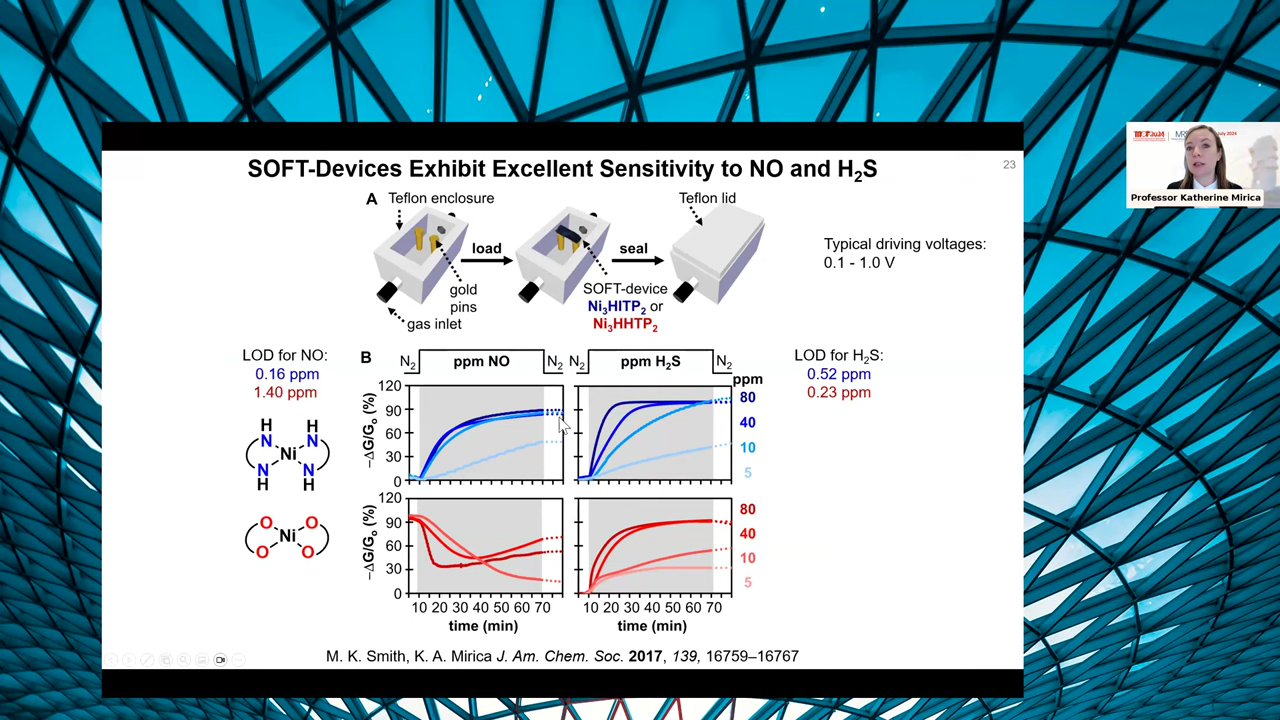 SOFT-Devices Exhibit Excellent Sensitivity to NO and H2S
23
A
Teflon enclosure
load
gold
pins
gas inlet
seal
SOFT-device
Ni3HITP2 or
Ni3HHTP2
Teflon lid
Typical driving voltages:
0.1 - 1.0 V
LOD for NO:
0.16 ppm
1.40 ppm
H H
N N
Ni
N N
H H
O O
Ni
O O
B
N2 ppm NO N2
N2 ppm H2S N2
ppm
−ΔG/Go (%)
120
90
60
30
0
80
40
10
5
−ΔG/Go (%)
120
90
60
30
0
80
40
10
5
10 20 30 40 50 60 70
time (min)
10 20 30 40 50 60 70
time (min)
LOD for H2S:
0.52 ppm
0.23 ppm
M. K. Smith, K. A. Mirica J. Am. Chem. Soc. 2017, 139, 16759–16767
Professor Katherine Mirica